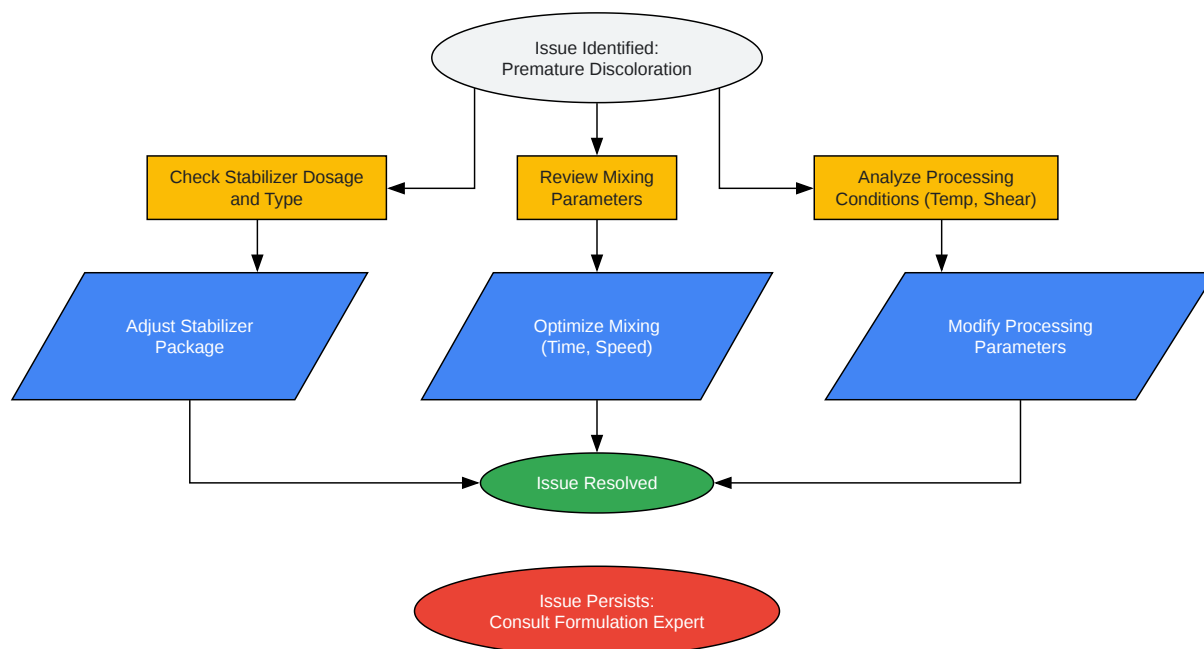 Issue Identified:
Premature Discoloration
Check Stabilizer Dosage
and Type
Review Mixing
Parameters
Analyze Processing
Conditions (Temp, Shear)
Adjust Stabilizer
Package
Optimize Mixing
(Time, Speed)
Modify Processing
Parameters
Issue Resolved
Issue Persists:
Consult Formulation Expert